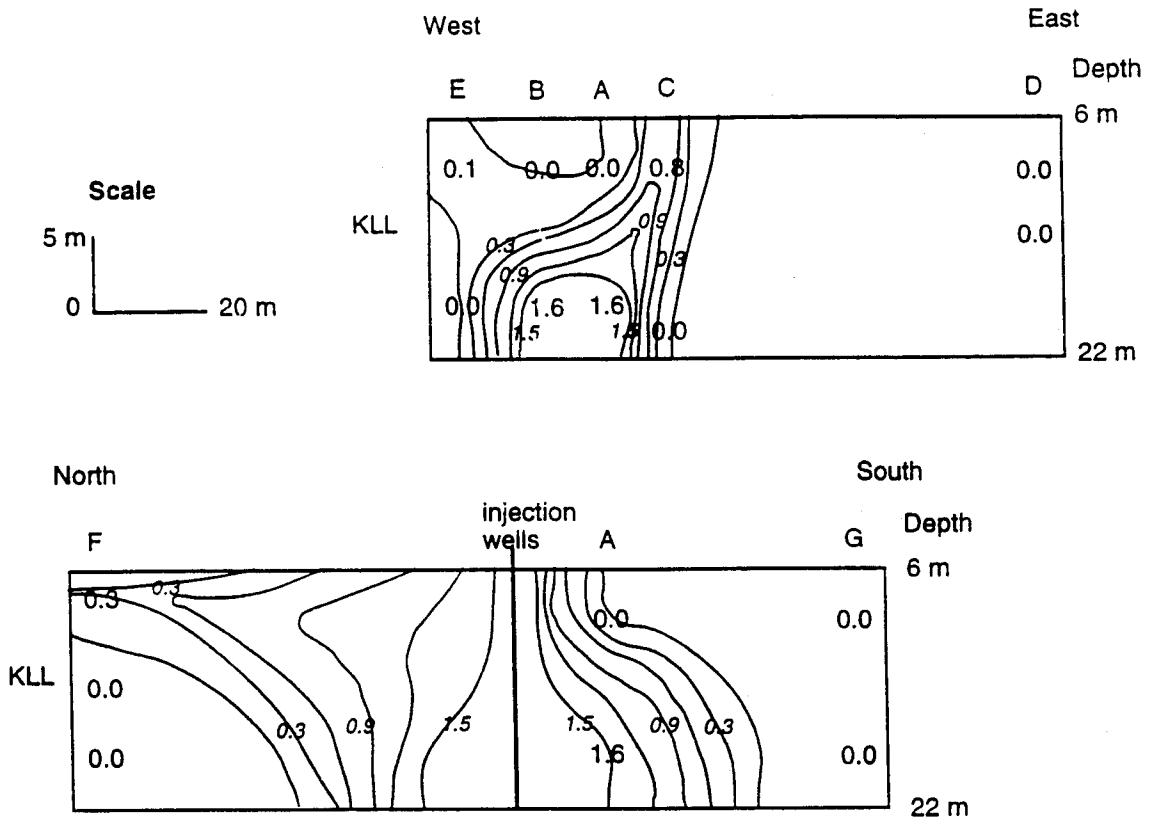 West East
E B A C D Depth
6 m
0.1 0.0 0.0 0.8 0.0
Scale
KLL 0.9 0.0
5 m 0.3 0.3
0.9
0 20 m 0.0 1.6 1.6
1.5 0.0
22 m
North South
injection
wells
F A G Depth
6 m
0.3
0.3 0.0 0.0
KLL 0.0
0.3 0.9 1.5 1.5 0.9 0.3
0.0 1.6 0.0
22 m